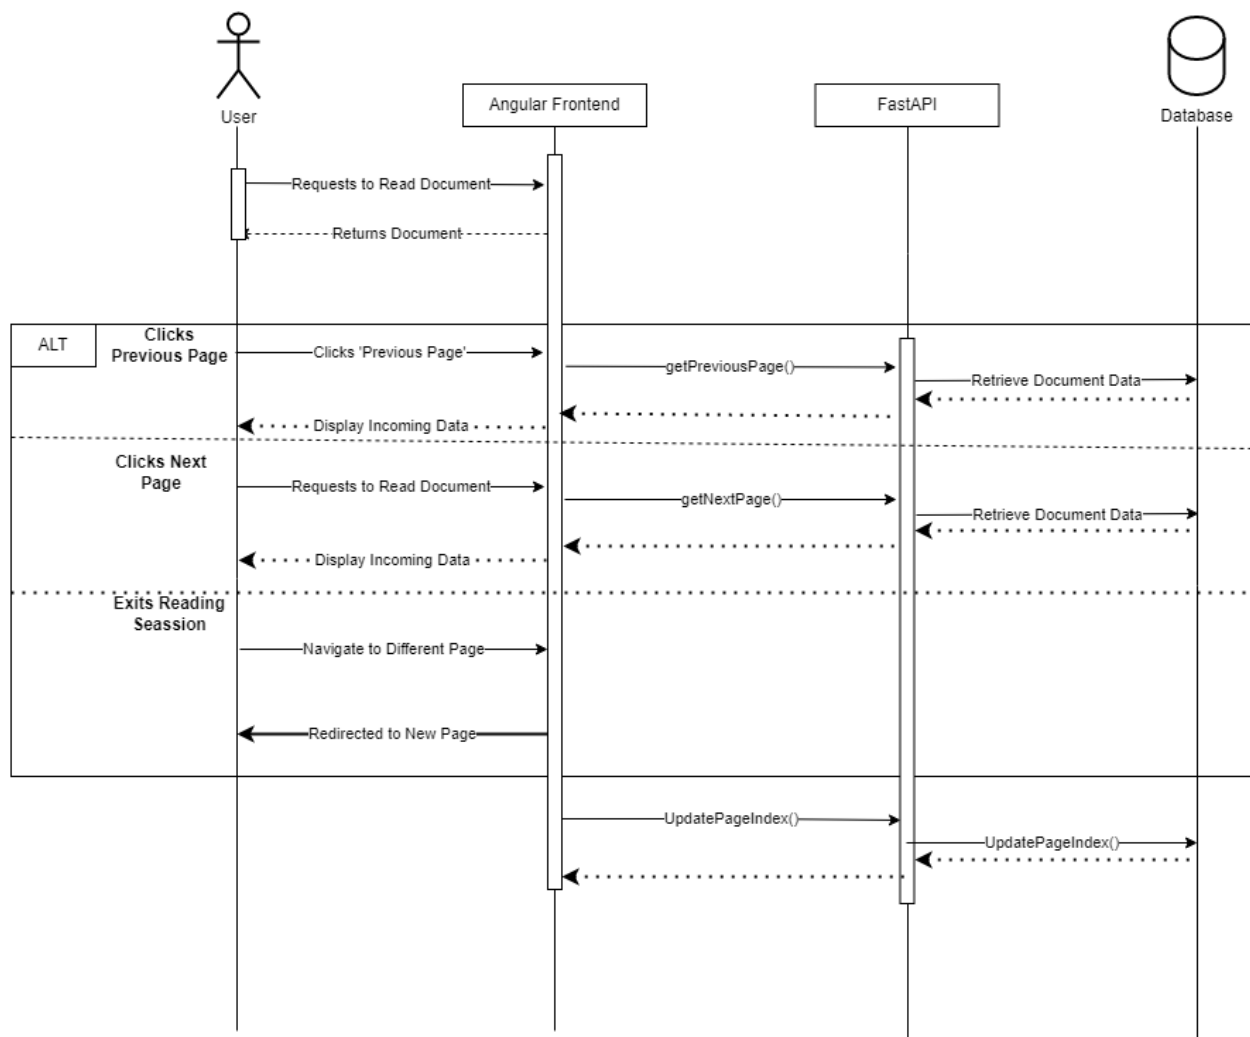 User
Angular Frontend
FastAPI
Database
Requests to Read Document
Returns Document
ALT
Clicks
Previous Page
Clicks 'Previous Page'
getPreviousPage()
Retrieve Document Data
Display Incoming Data
Clicks Next
Page
Requests to Read Document
getNextPage()
Retrieve Document Data
Display Incoming Data
Exits Reading
Seassion
Navigate to Different Page
Redirected to New Page
UpdatePageIndex()
UpdatePageIndex()